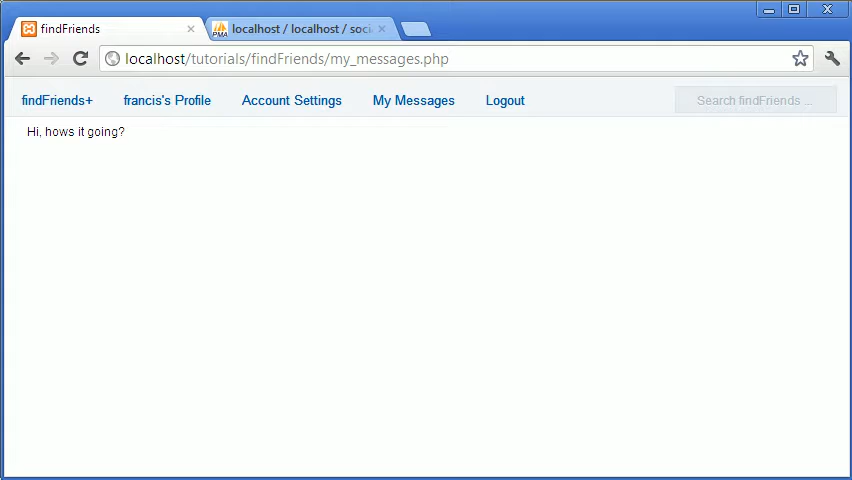 findFriends
PMA localhost / localhost / soci
localhost/tutorials/findFriends/my_messages.php
findFriends+ francis's Profile Account Settings My Messages Logout Search findFriends ...
Hi, hows it going?